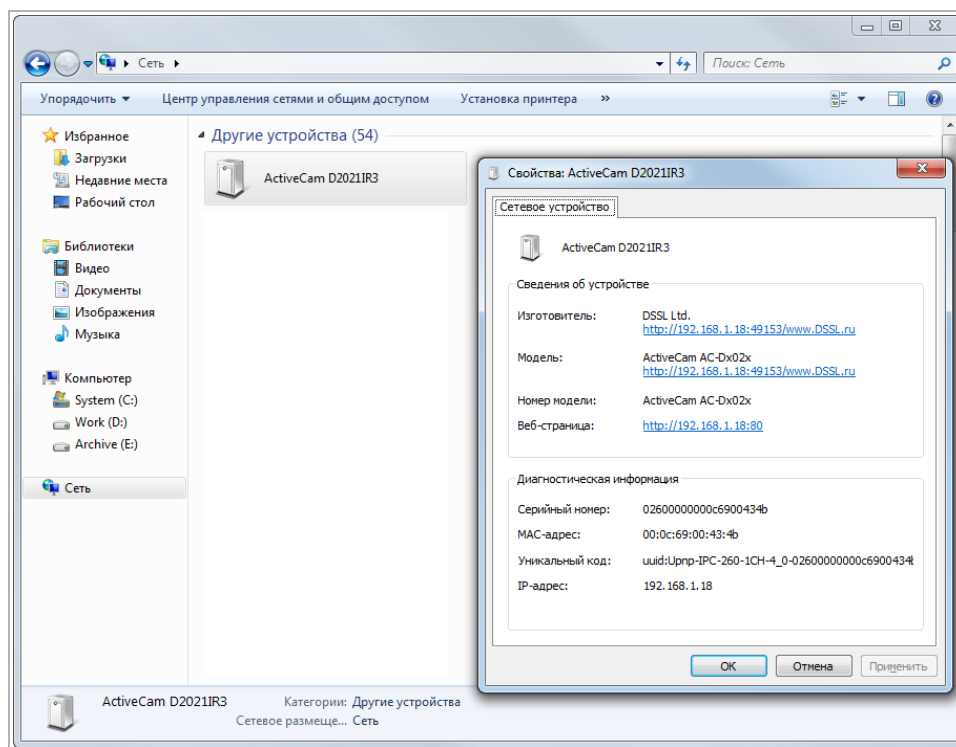 Сеть
Поиск: Сеть
Упорядочить
Центр управления сетями и общим доступом
Установка принтера
»
Избранное
Загрузки
Недавние места
Рабочий стол
Библиотеки
Видео
Документы
Изображения
Музыка
Компьютер
System (C:)
Work (D:)
Archive (E:)
Сеть
Другие устройства (54)
ActiveCam D2021IR3
Свойства: ActiveCam D2021IR3
Сетевое устройство
ActiveCam D2021IR3
Сведения об устройстве
Изготовитель: DSSL Ltd.
http://192.168.1.18:49153/www.DSSL.ru
Модель: ActiveCam AC-Dx02x
http://192.168.1.18:49153/www.DSSL.ru
Номер модели: ActiveCam AC-Dx02x
Веб-страница: http://192.168.1.18:80
Диагностическая информация
Серийный номер: 02600000000c6900434b
MAC-адрес: 00:0c:69:00:43:4b
Уникальный код: uuid:Upnp-IPC-260-1CH-4_0-02600000000c6900434b
IP-адрес: 192.168.1.18
OK
Отмена
Применить
ActiveCam D2021IR3
Категории: Другие устройства
Сетевое размеще... Сеть